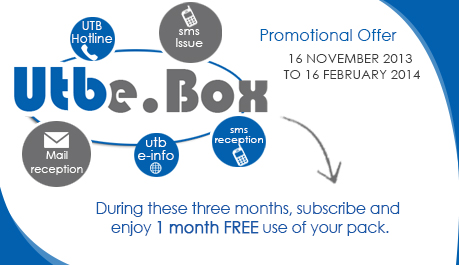 UTB
Hotline
sms
Issue
Promotional Offer
16 NOVEMBER 2013
TO 16 FEBRUARY 2014
Utbe.Box
Mail
reception
utb
e-info
sms
reception
During these three months, subscribe and
enjoy 1 month FREE use of your pack.